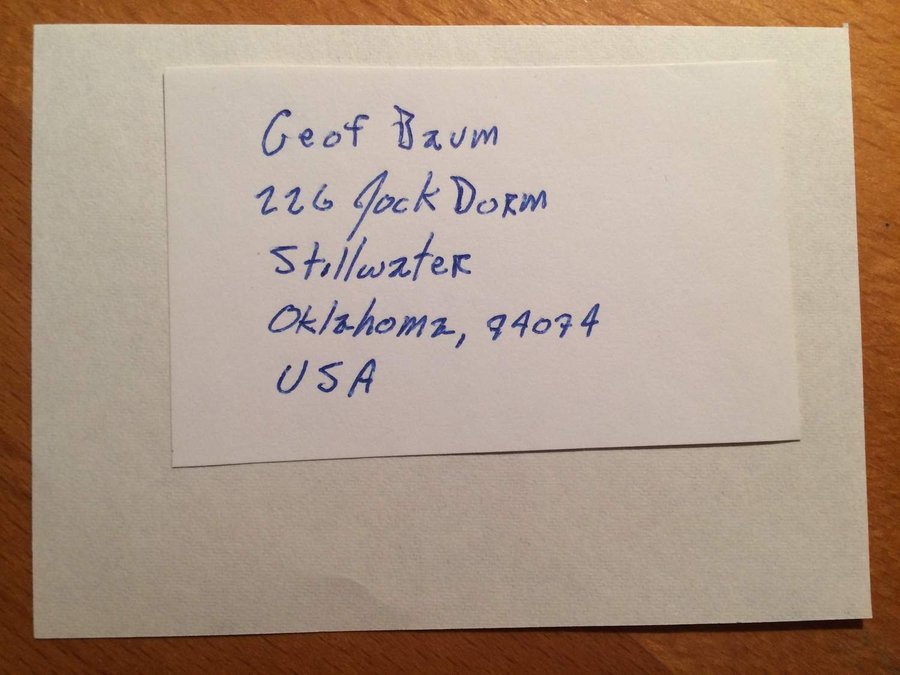 Geof Baum
226 Jock Dorm
Stillwater
Oklahoma, 74074
USA